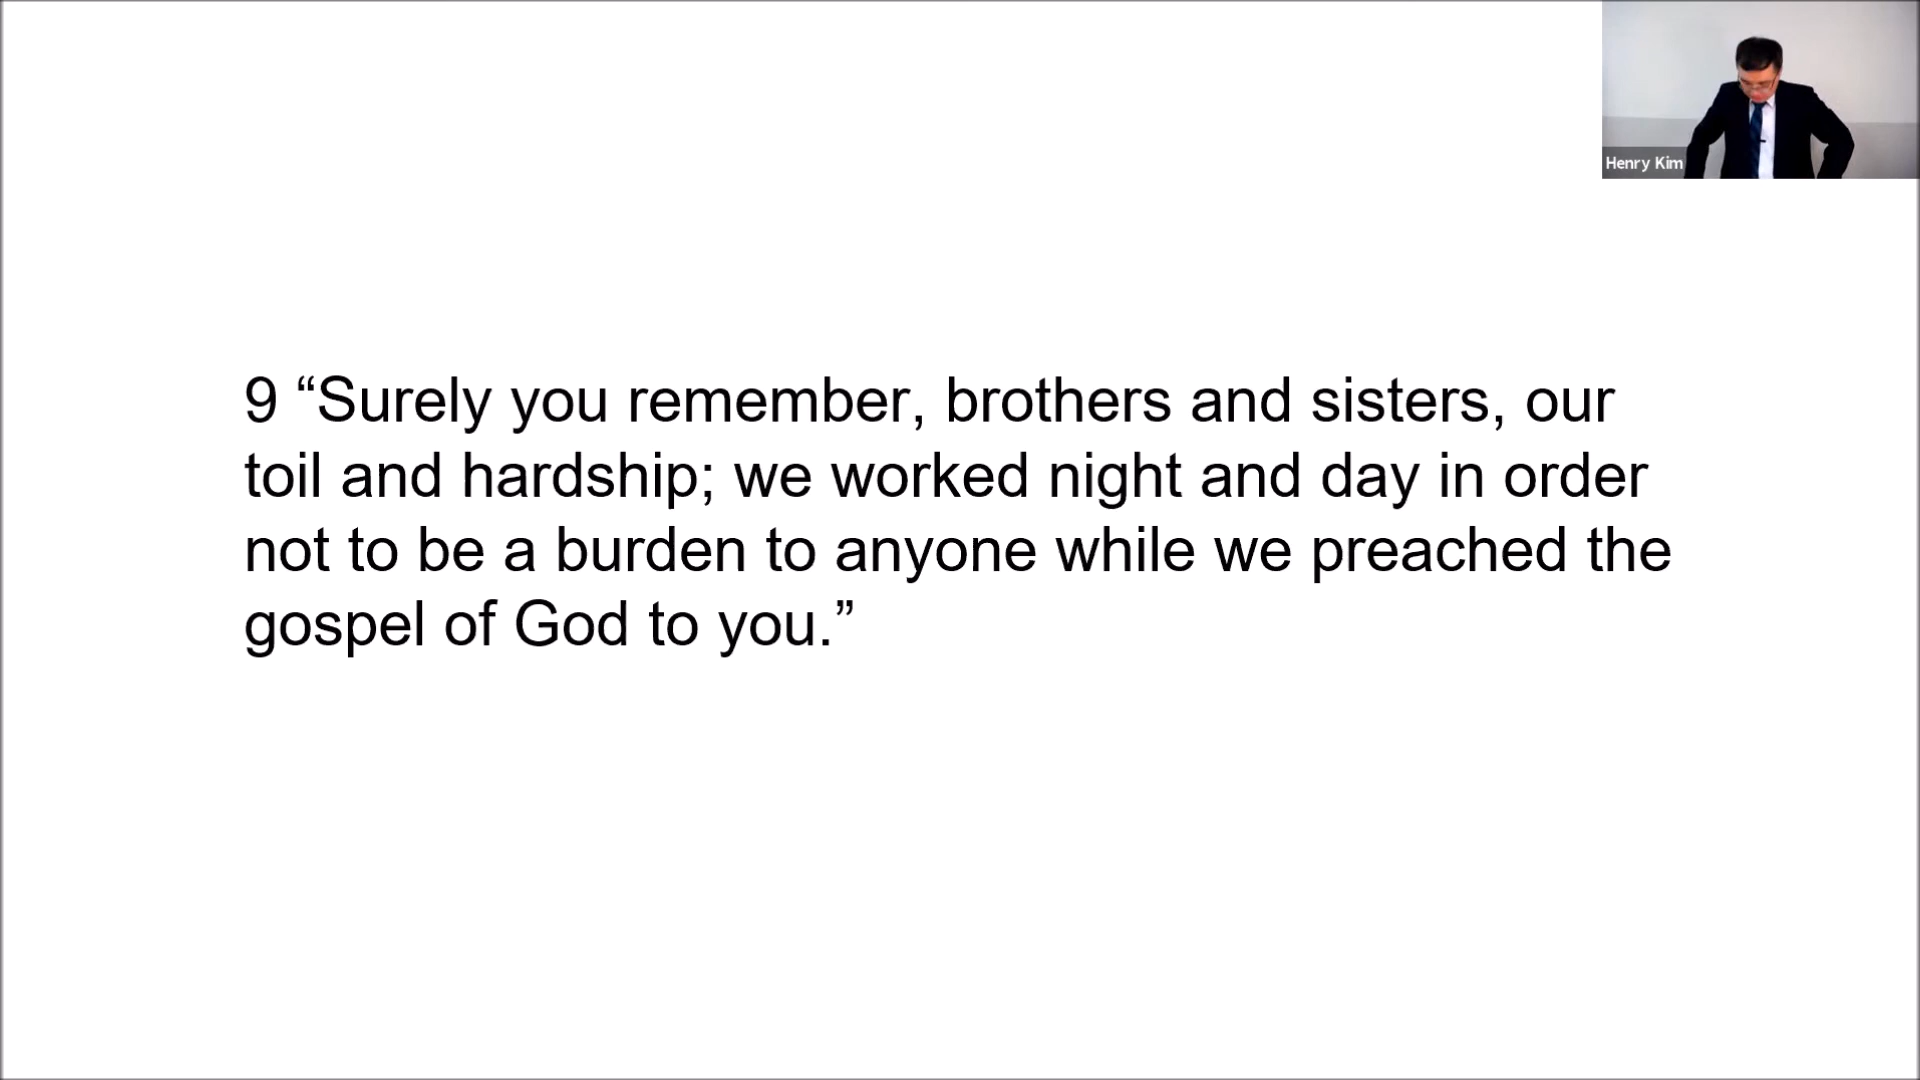 Henry Kim
9 “Surely you remember, brothers and sisters, our
toil and hardship; we worked night and day in order
not to be a burden to anyone while we preached the
gospel of God to you.”